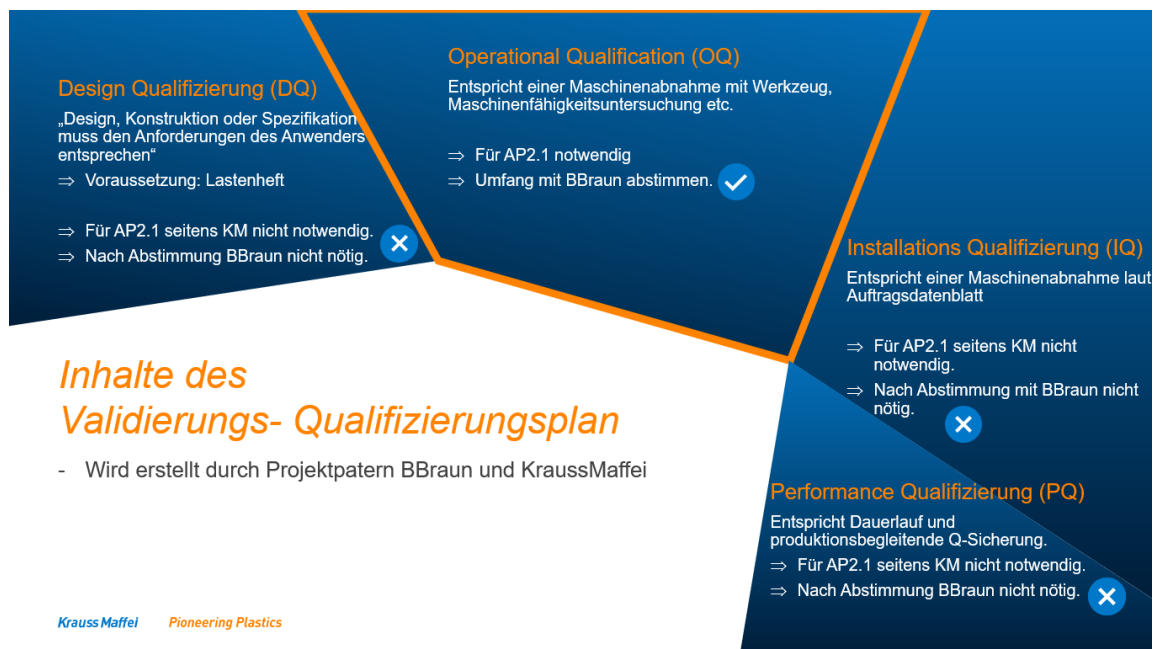 Design Qualifizierung (DQ)
„Design, Konstruktion oder Spezifikation
muss den Anforderungen des Anwenders
entsprechen“
⇒ Voraussetzung: Lastenheft
⇒ Für AP2.1 seitens KM nicht notwendig.
⇒ Nach Abstimmung BBraun nicht nötig.
Operational Qualification (OQ)
Entspricht einer Maschinenabnahme mit Werkzeug,
Maschinenfähigkeitsuntersuchung etc.
⇒ Für AP2.1 notwendig
⇒ Umfang mit BBraun abstimmen.
Installations Qualifizierung (IQ)
Entspricht einer Maschinenabnahme laut
Auftragsdatenblatt
⇒ Für AP2.1 seitens KM nicht
notwendig.
⇒ Nach Abstimmung mit BBraun nicht
nötig.
Performance Qualifizierung (PQ)
Entspricht Dauerlauf und
produktionsbegleitende Q-Sicherung.
⇒ Für AP2.1 seitens KM nicht notwendig.
⇒ Nach Abstimmung BBraun nicht nötig.
Inhalte des
Validierungs- Qualifizierungsplan
- Wird erstellt durch Projektpatern BBraun und KraussMaffei
Krauss Maffei Pioneering Plastics